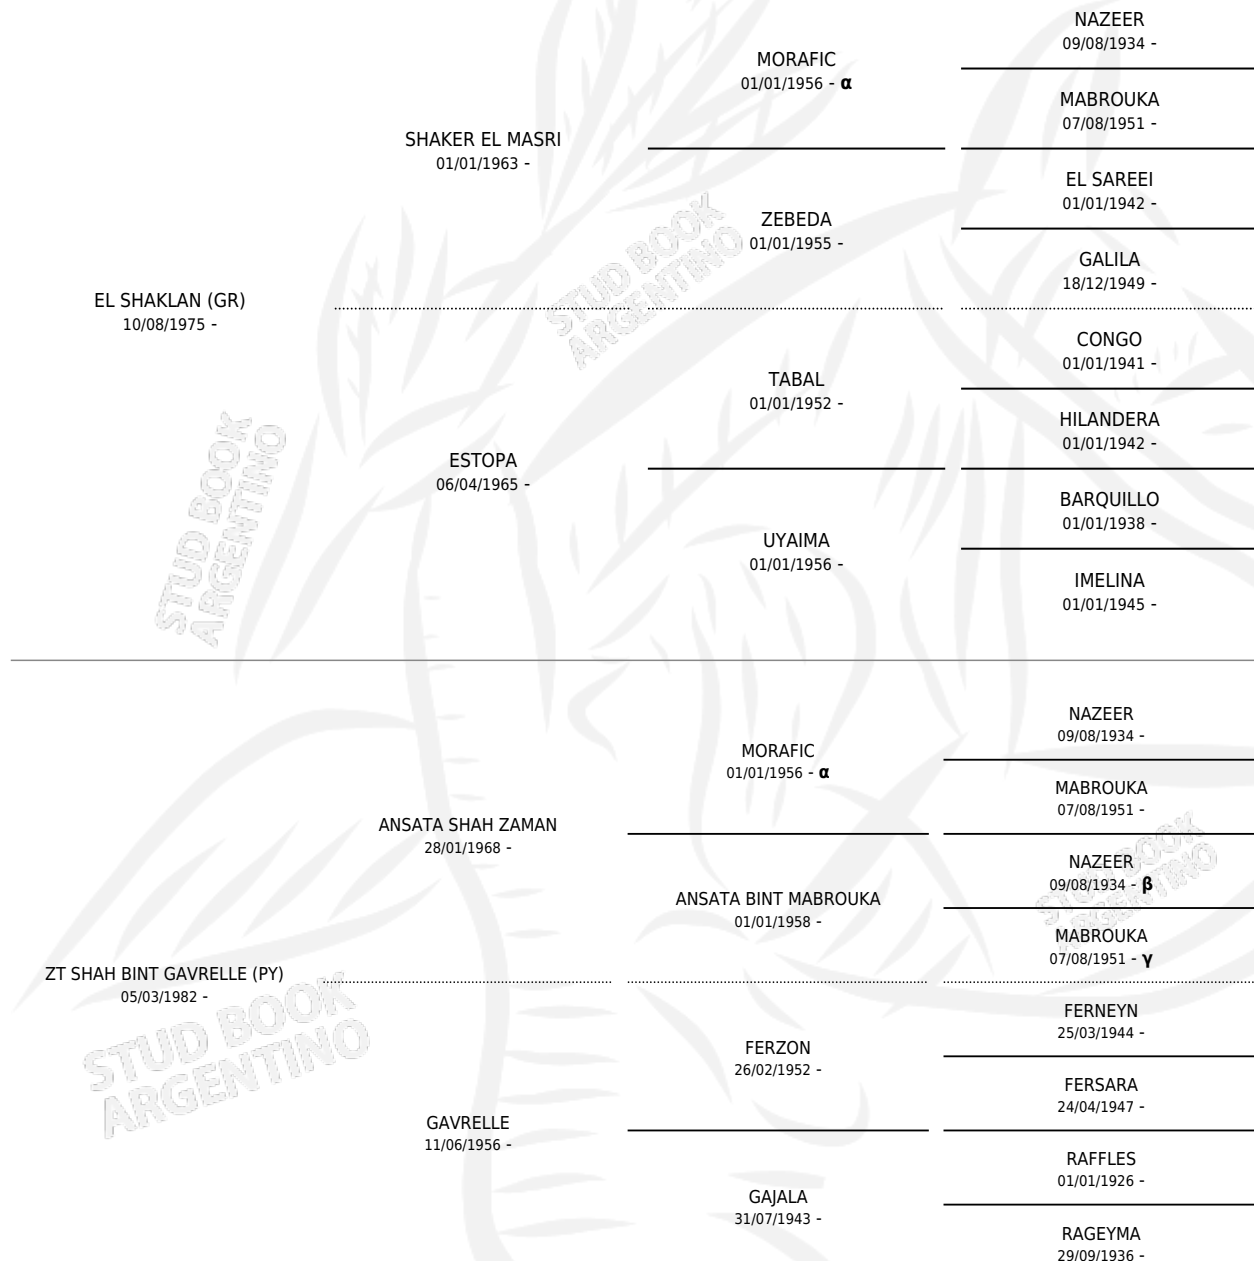 NAZEER
09/08/1934 -
MORAFIC
01/01/1956 - α
MABROUKA
07/08/1951 -
SHAKER EL MASRI
01/01/1963 -
EL SAREEI
01/01/1942 -
ZEBEDA
01/01/1955 -
GALILA
18/12/1949 -
EL SHAKLAN (GR)
10/08/1975 -
STUD BOOK
ARGENTINO
CONGO
01/01/1941 -
TABAL
01/01/1952 -
HILANDERA
01/01/1942 -
ESTOPA
06/04/1965 -
BARQUILLO
01/01/1938 -
UYAIMA
01/01/1956 -
IMELINA
01/01/1945 -
STUD BOOK
ARGENTINO
NAZEER
09/08/1934 -
MORAFIC
01/01/1956 - α
MABROUKA
07/08/1951 -
ANSATA SHAH ZAMAN
28/01/1968 -
NAZEER
09/08/1934 - β
ANSATA BINT MABROUKA
01/01/1958 -
MABROUKA
07/08/1951 - γ
STUD BOOK
ARGENTINO
ZT SHAH BINT GAVRELLE (PY)
05/03/1982 -
STUD BOOK
ARGENTINO
FERNEYN
25/03/1944 -
FERZON
26/02/1952 -
FERSARA
24/04/1947 -
GAVRELLE
11/06/1956 -
RAFFLES
01/01/1926 -
GAJALA
31/07/1943 -
RAGEYMA
29/09/1936 -